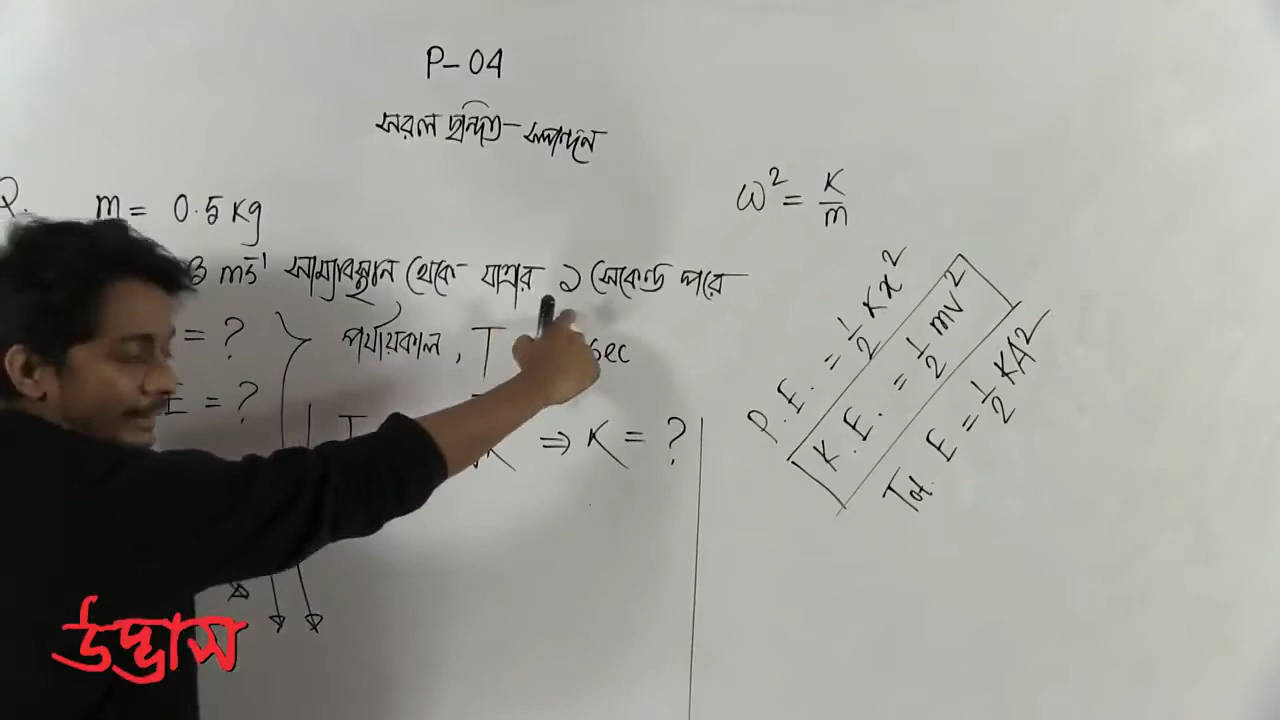 P-04
সরল ছন্দিত-স্পন্দন
Q. m = 0.5 Kg
3 ms⁻¹ সাম্যাবস্থান থেকে যাত্রার ১ সেকেন্ড পরে
= ? পর্যায়কাল, T sec
E = ?
⇒ K = ?
ω² = K/m
P.E. = 1/2 Kx²
K.E. = 1/2 mv²
Tot. E = 1/2 KA²
উদ্ভাস